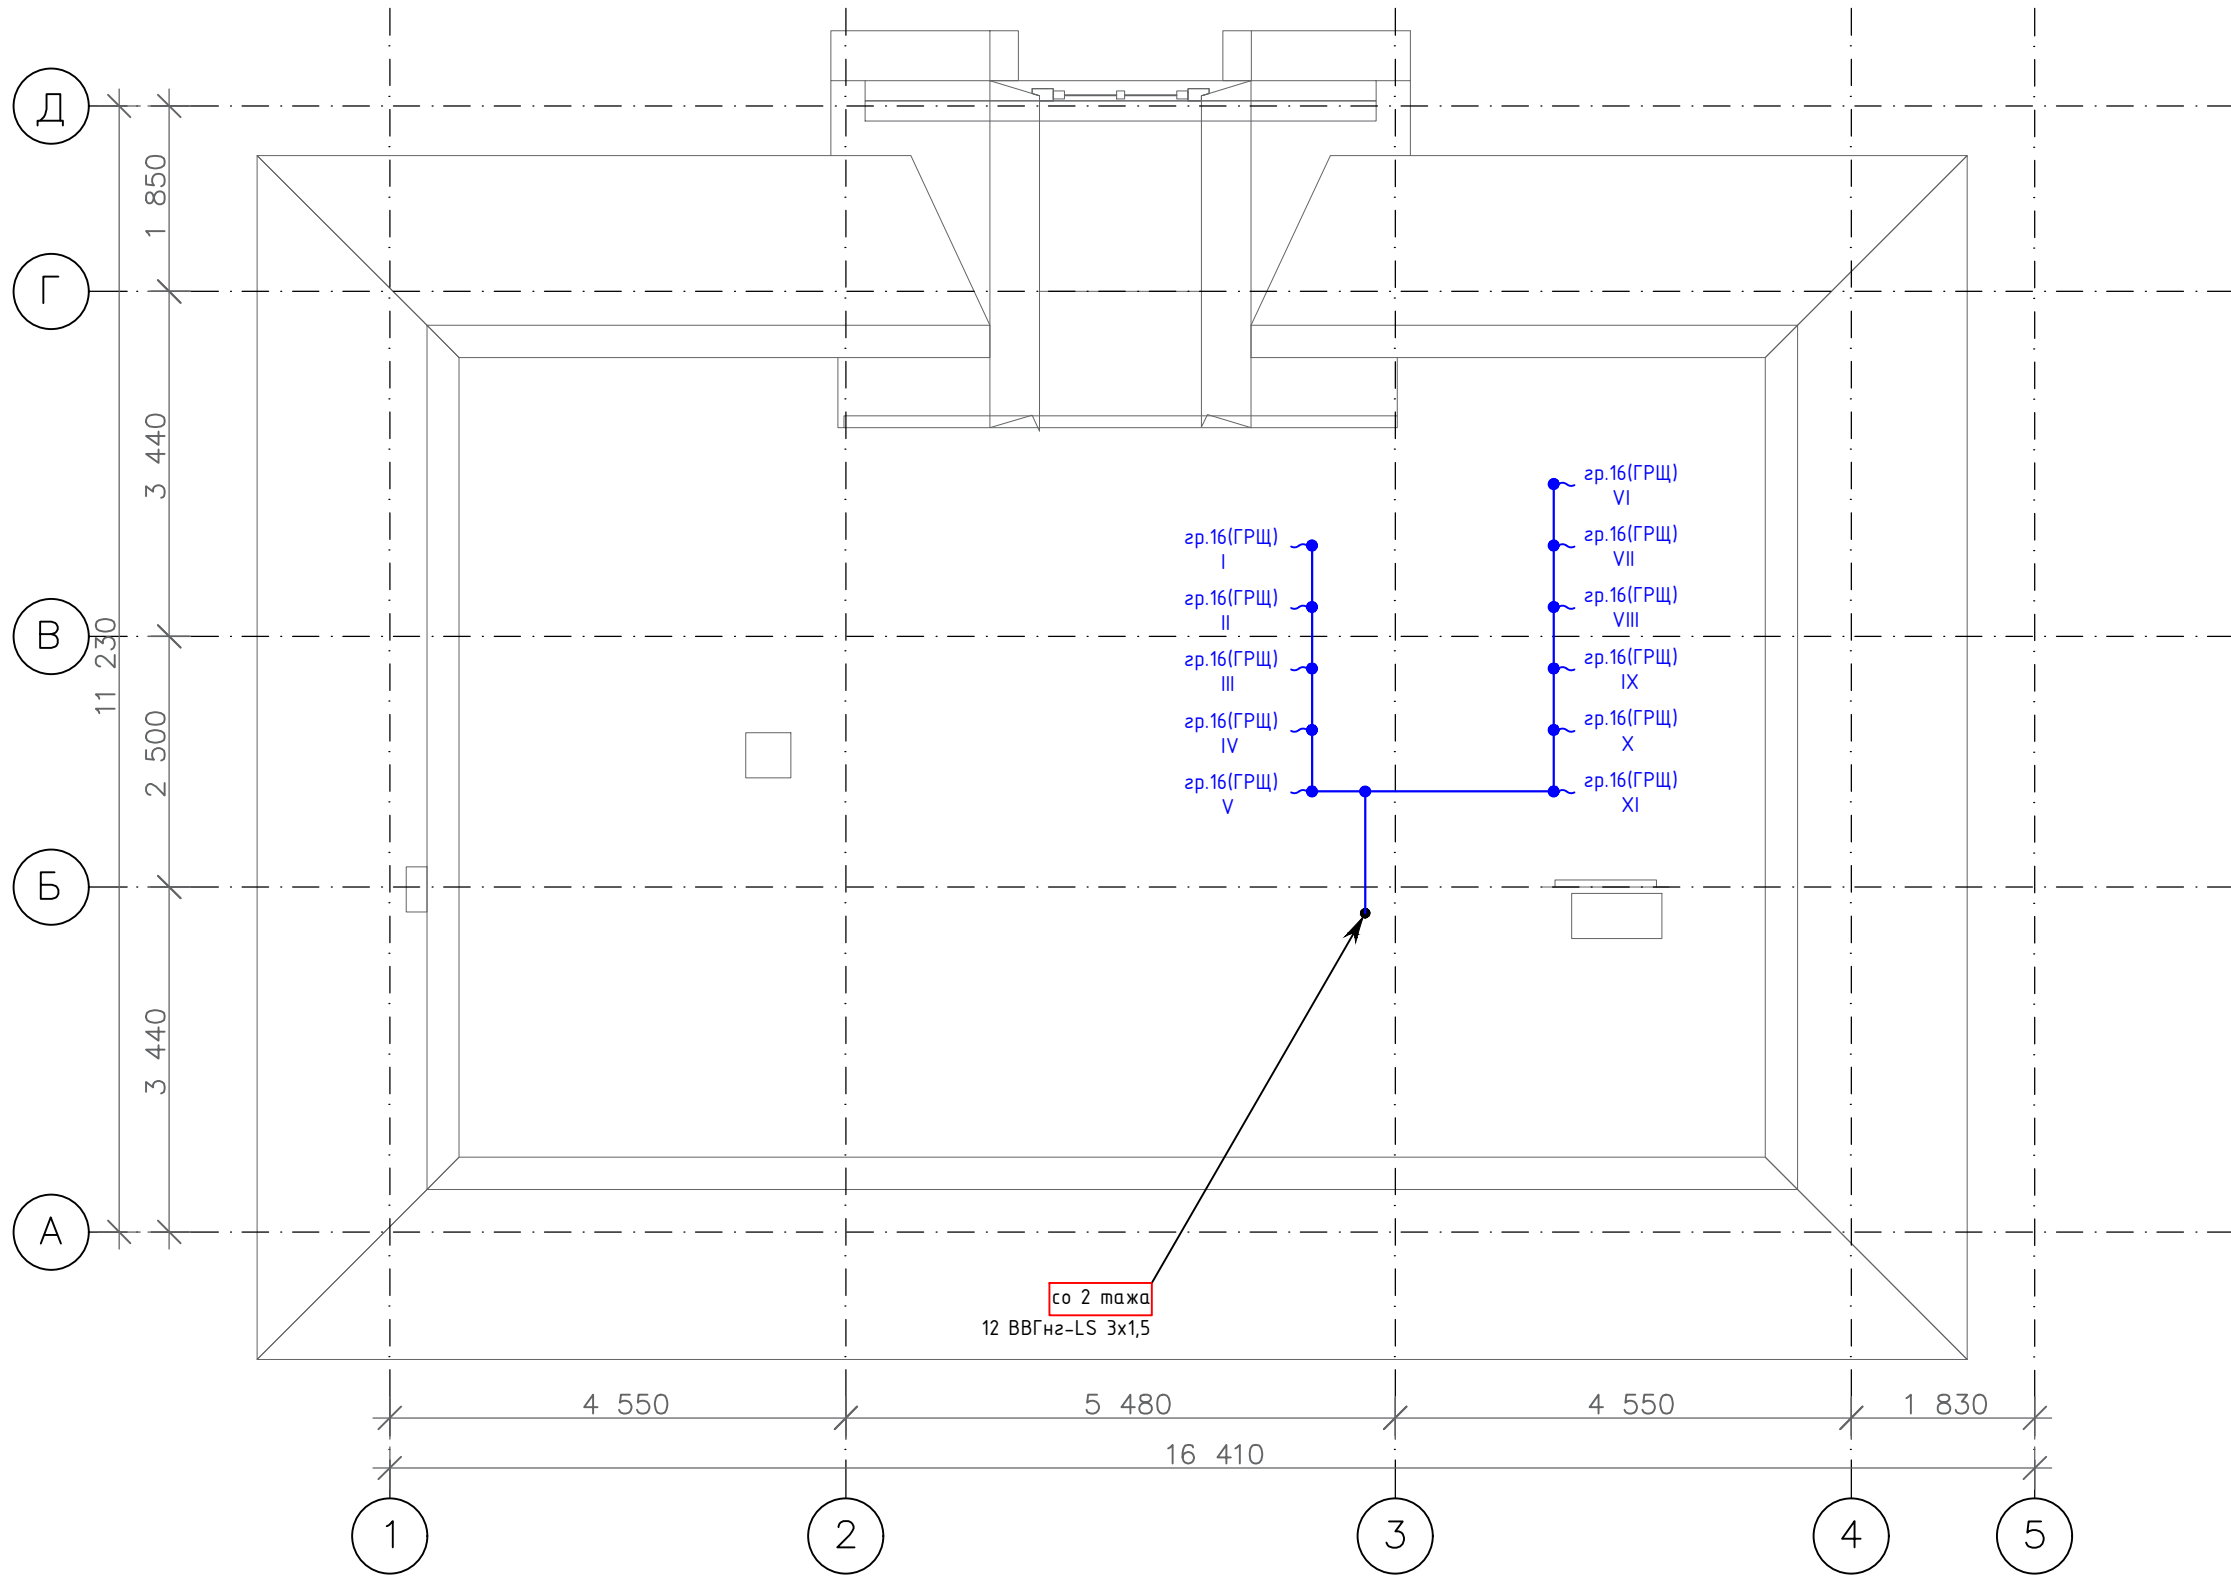 Д
1 850
Г
3 440
гр.16(ГРЩ)
VI
гр.16(ГРЩ)
I
гр.16(ГРЩ)
VII
гр.16(ГРЩ)
II
гр.16(ГРЩ)
VIII
В
11 230
гр.16(ГРЩ)
III
гр.16(ГРЩ)
IX
2 500
гр.16(ГРЩ)
IV
гр.16(ГРЩ)
X
гр.16(ГРЩ)
V
гр.16(ГРЩ)
XI
Б
3 440
А
со 2 тажа
12 ВВГнг-LS 3х1,5
4 550
5 480
4 550
1 830
16 410
1
2
3
4
5